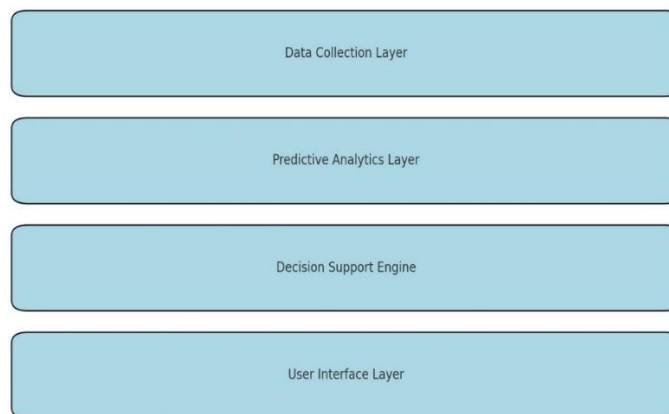 Data Collection Layer
Predictive Analytics Layer
Decision Support Engine
User Interface Layer